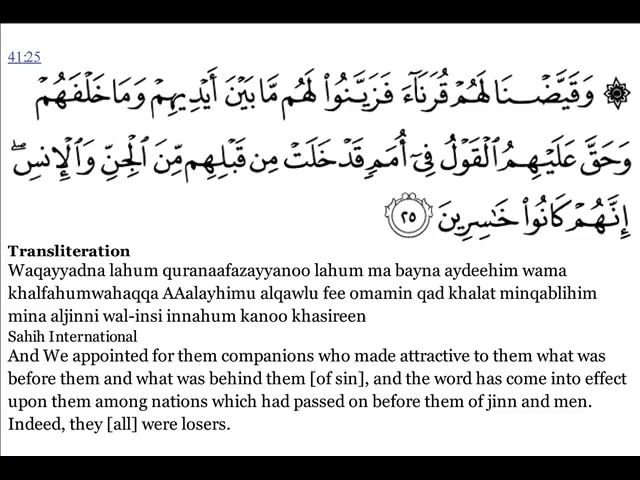 41:25
۞ وَقَيَّضْنَا لَهُمْ قُرَنَآءَ فَزَيَّنُوا۟ لَهُم مَّا بَيْنَ أَيْدِيهِمْ وَمَا خَلْفَهُمْ
وَحَقَّ عَلَيْهِمُ ٱلْقَوْلُ فِىٓ أُمَمٍ قَدْ خَلَتْ مِن قَبْلِهِم مِّنَ ٱلْجِنِّ وَٱلْإِنسِ ۖ
إِنَّهُمْ كَانُوا۟ خَٰسِرِينَ ٢٥
Transliteration
Waqayyadna lahum quranaafazayyanoo lahum ma bayna aydeehim wama
khalfahumwahaqqa AAalayhimu alqawlu fee omamin qad khalat minqablihim
mina aljinni wal-insi innahum kanoo khasireen
Sahih International
And We appointed for them companions who made attractive to them what was
before them and what was behind them [of sin], and the word has come into effect
upon them among nations which had passed on before them of jinn and men.
Indeed, they [all] were losers.